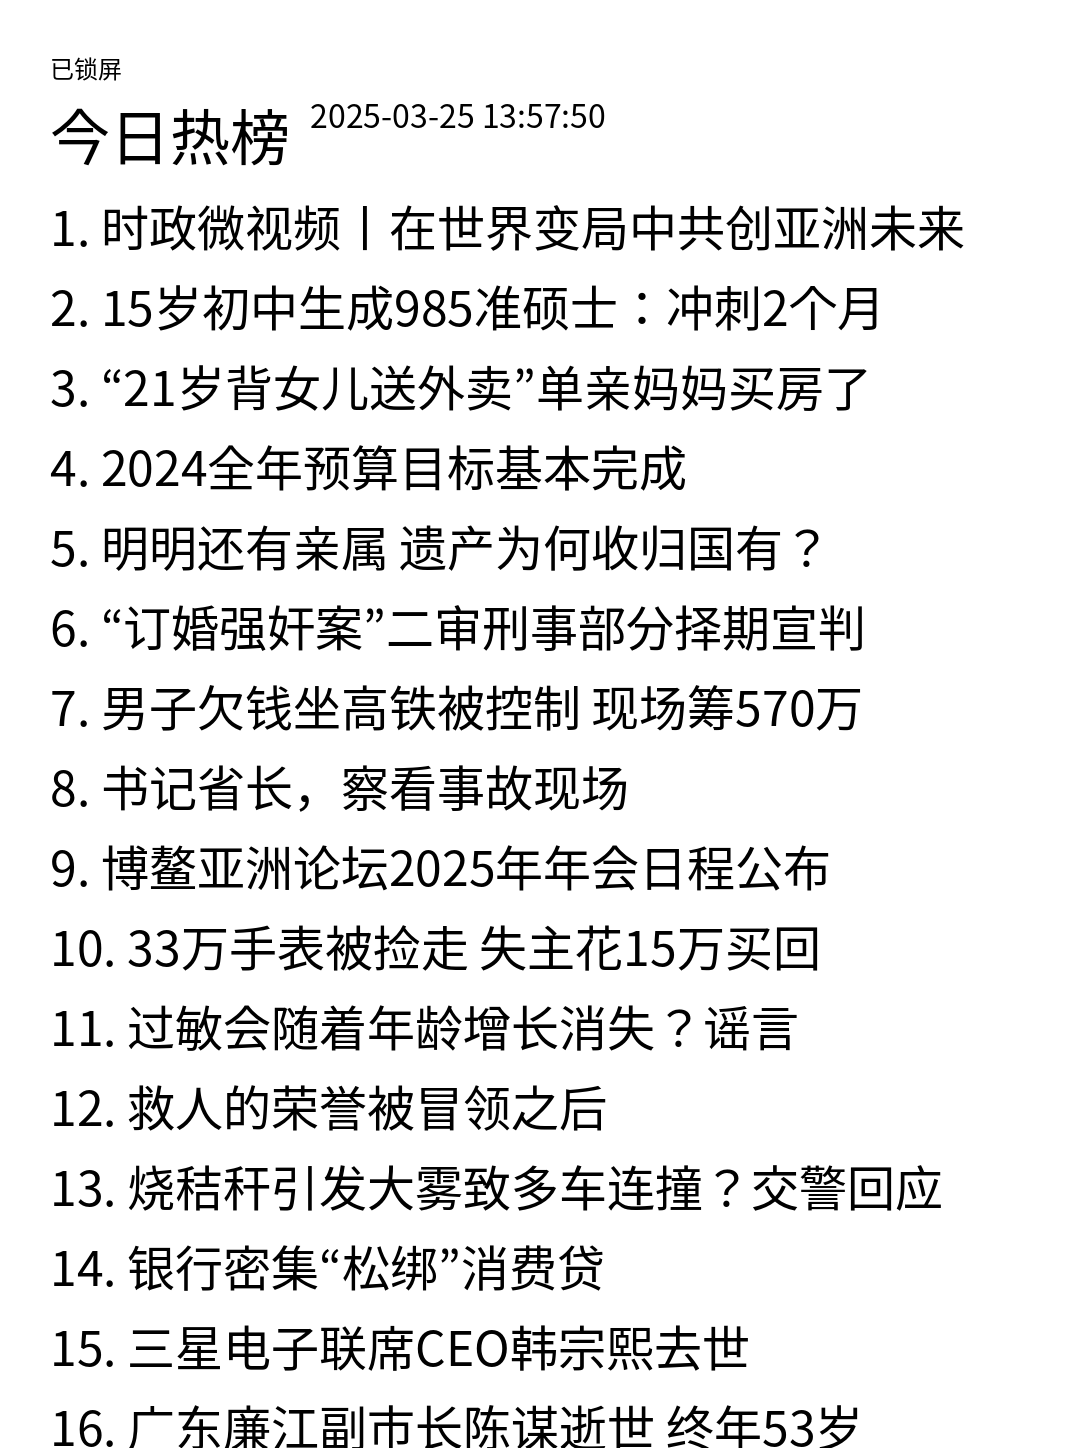 已锁屏
今日热榜 2025-03-25 13:57:50
1. 时政微视频丨在世界变局中共创亚洲未来
2. 15岁初中生成985准硕士：冲刺2个月
3. “21岁背女儿送外卖”单亲妈妈买房了
4. 2024全年预算目标基本完成
5. 明明还有亲属 遗产为何收归国有？
6. “订婚强奸案”二审刑事部分择期宣判
7. 男子欠钱坐高铁被控制 现场筹570万
8. 书记省长，察看事故现场
9. 博鳌亚洲论坛2025年年会日程公布
10. 33万手表被捡走 失主花15万买回
11. 过敏会随着年龄增长消失？谣言
12. 救人的荣誉被冒领之后
13. 烧秸秆引发大雾致多车连撞？交警回应
14. 银行密集“松绑”消费贷
15. 三星电子联席CEO韩宗熙去世
16. 广东廉江副市长陈谋逝世 终年53岁